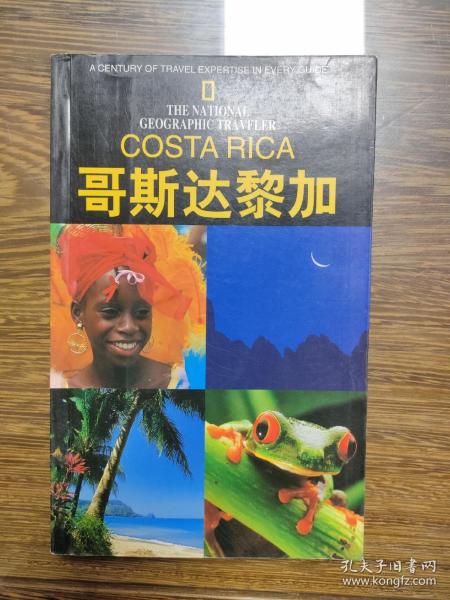 A CENTURY OF TRAVEL EXPERTISE IN EVERY GUIDE
THE NATIONAL
GEOGRAPHIC TRAVELER
COSTA RICA
哥斯达黎加
孔夫子旧书网
www.kongfz.com